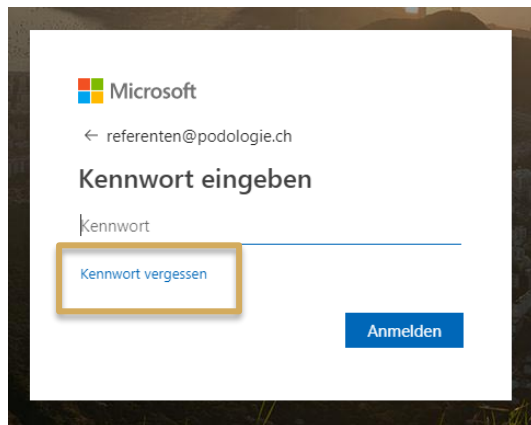 Microsoft
← referenten@podologie.ch
Kennwort eingeben
Kennwort
Kennwort vergessen
Anmelden